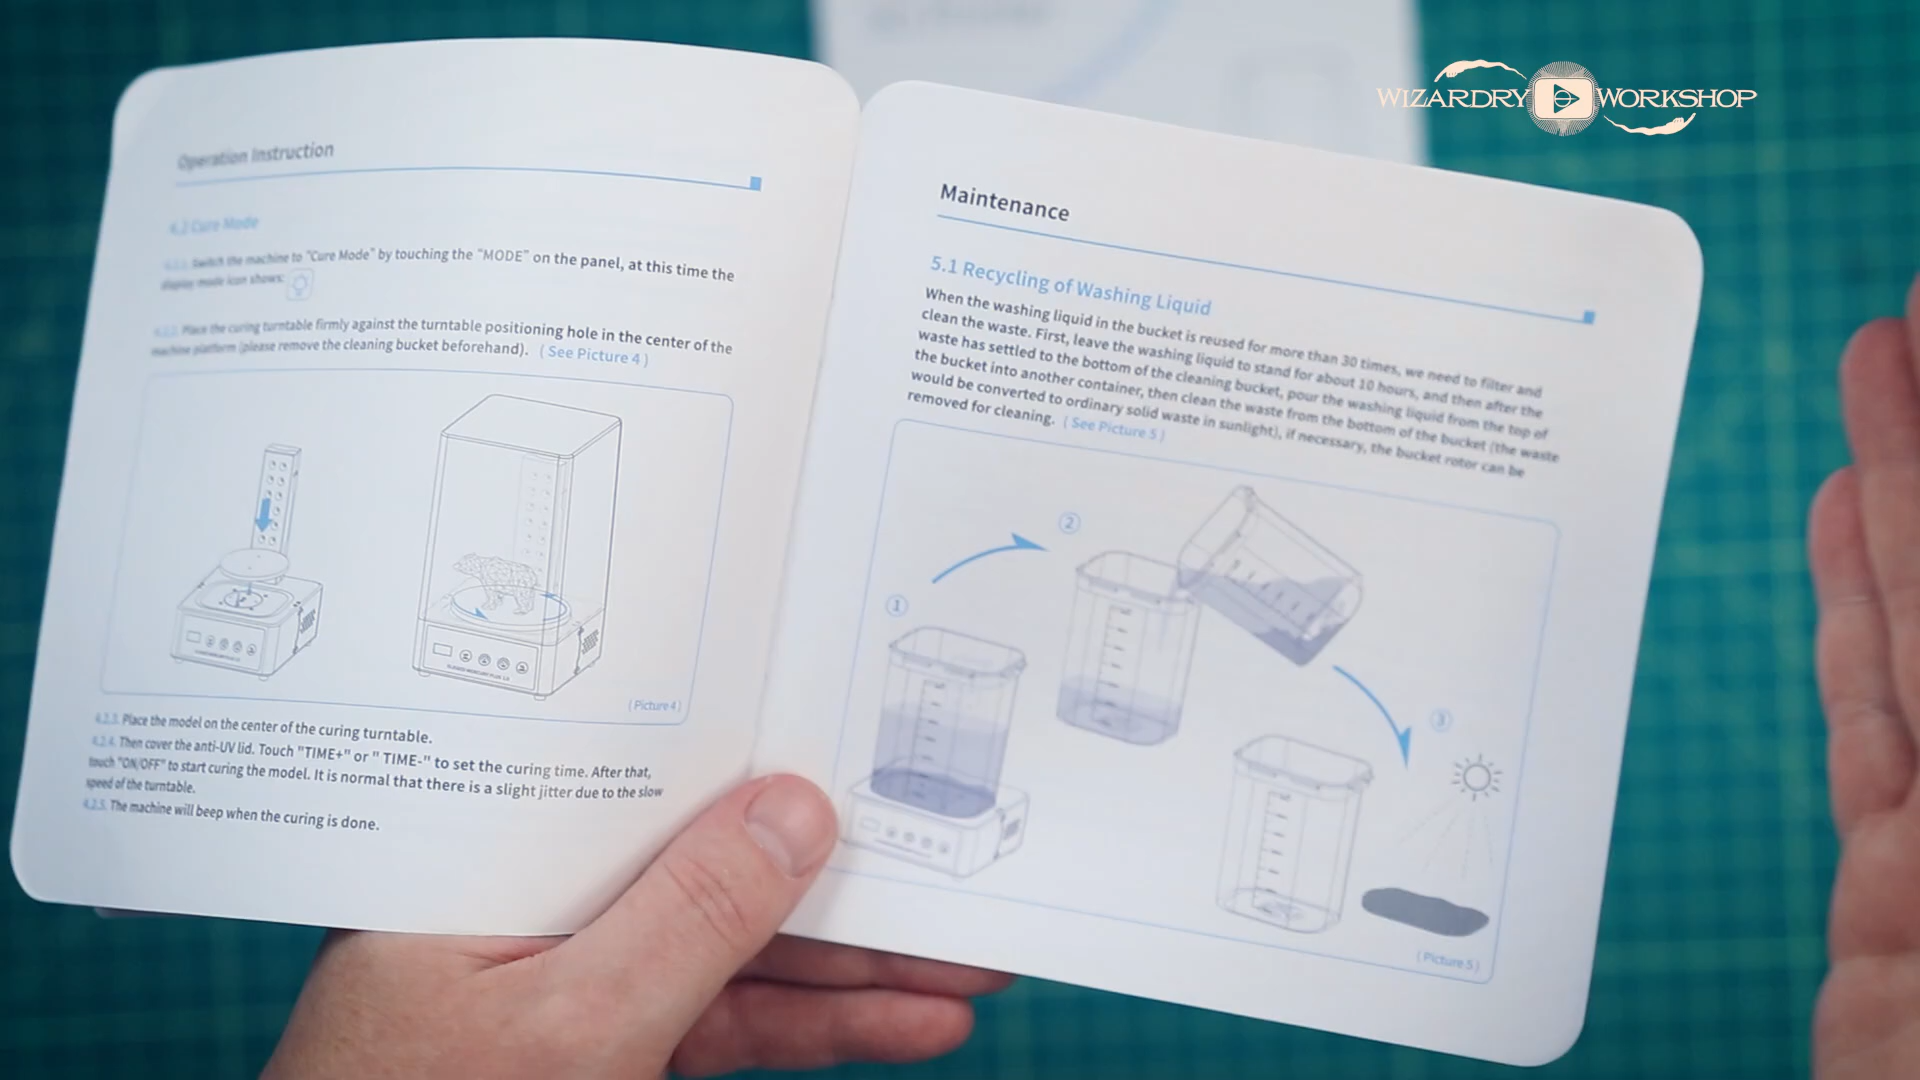 WIZARDRY WORKSHOP
Operation Instruction
4.2 Cure Mode
4.2.1. Switch the machine to "Cure Mode" by touching the "MODE" on the panel, at this time the
display mode icon shows:
4.2.2. Place the curing turntable firmly against the turntable positioning hole in the center of the
machine platform (please remove the cleaning bucket beforehand). ( See Picture 4 )
( Picture 4 )
4.2.3. Place the model on the center of the curing turntable.
4.2.4. Then cover the anti-UV lid. Touch "TIME+" or " TIME-" to set the curing time. After that,
touch "ON/OFF" to start curing the model. It is normal that there is a slight jitter due to the slow
speed of the turntable.
4.2.5. The machine will beep when the curing is done.
Maintenance
5.1 Recycling of Washing Liquid
When the washing liquid in the bucket is reused for more than 30 times, we need to filter and
clean the waste. First, leave the washing liquid to stand for about 10 hours, and then after the
waste has settled to the bottom of the cleaning bucket, pour the washing liquid from the top of
the bucket into another container, then clean the waste from the bottom of the bucket (the waste
would be converted to ordinary solid waste in sunlight), if necessary, the bucket rotor can be
removed for cleaning. ( See Picture 5 )
1
2
3
( Picture 5 )